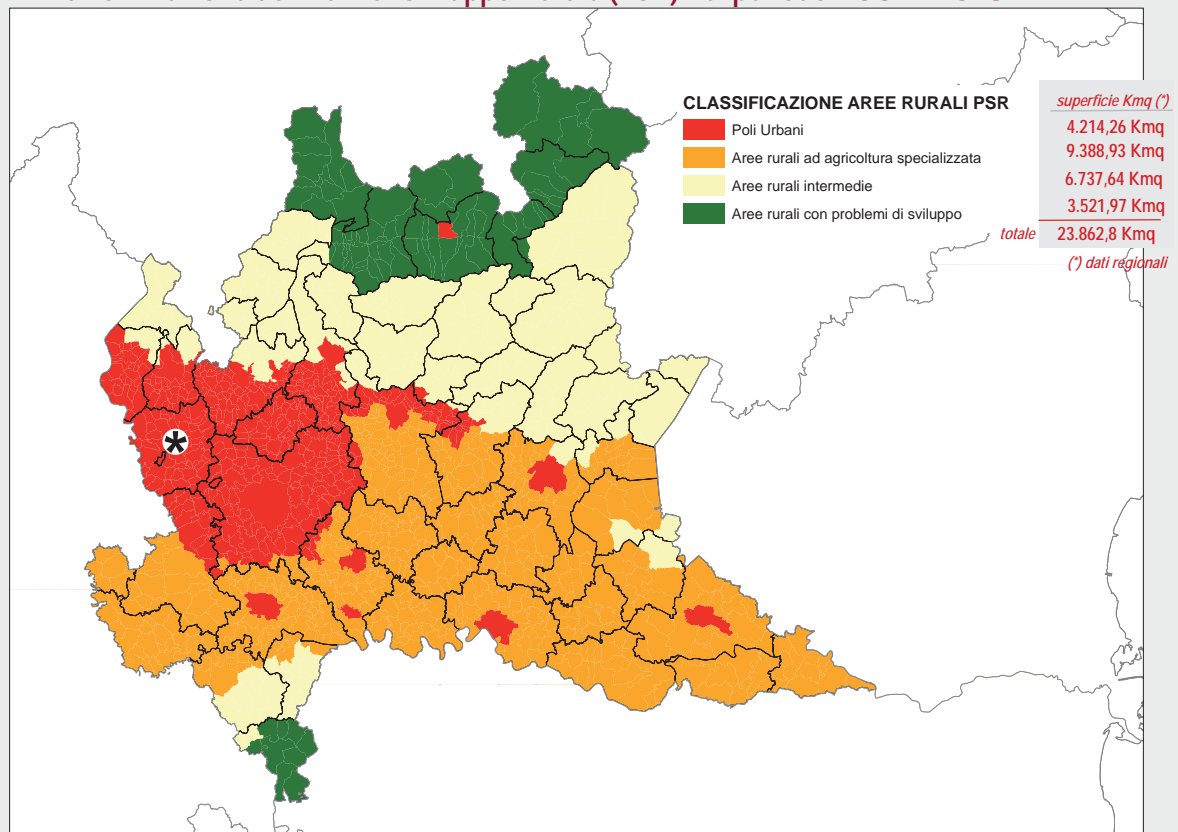 (PSR)
CLASSIFICAZIONE AREE RURALI PSR
superficie Kmq (*)
Poli Urbani
4.214,26 Kmq
Aree rurali ad agricoltura specializzata
9.388,93 Kmq
Aree rurali intermedie
6.737,64 Kmq
Aree rurali con problemi di sviluppo
3.521,97 Kmq
totale 23.862,8 Kmq
(*) dati regionali
*